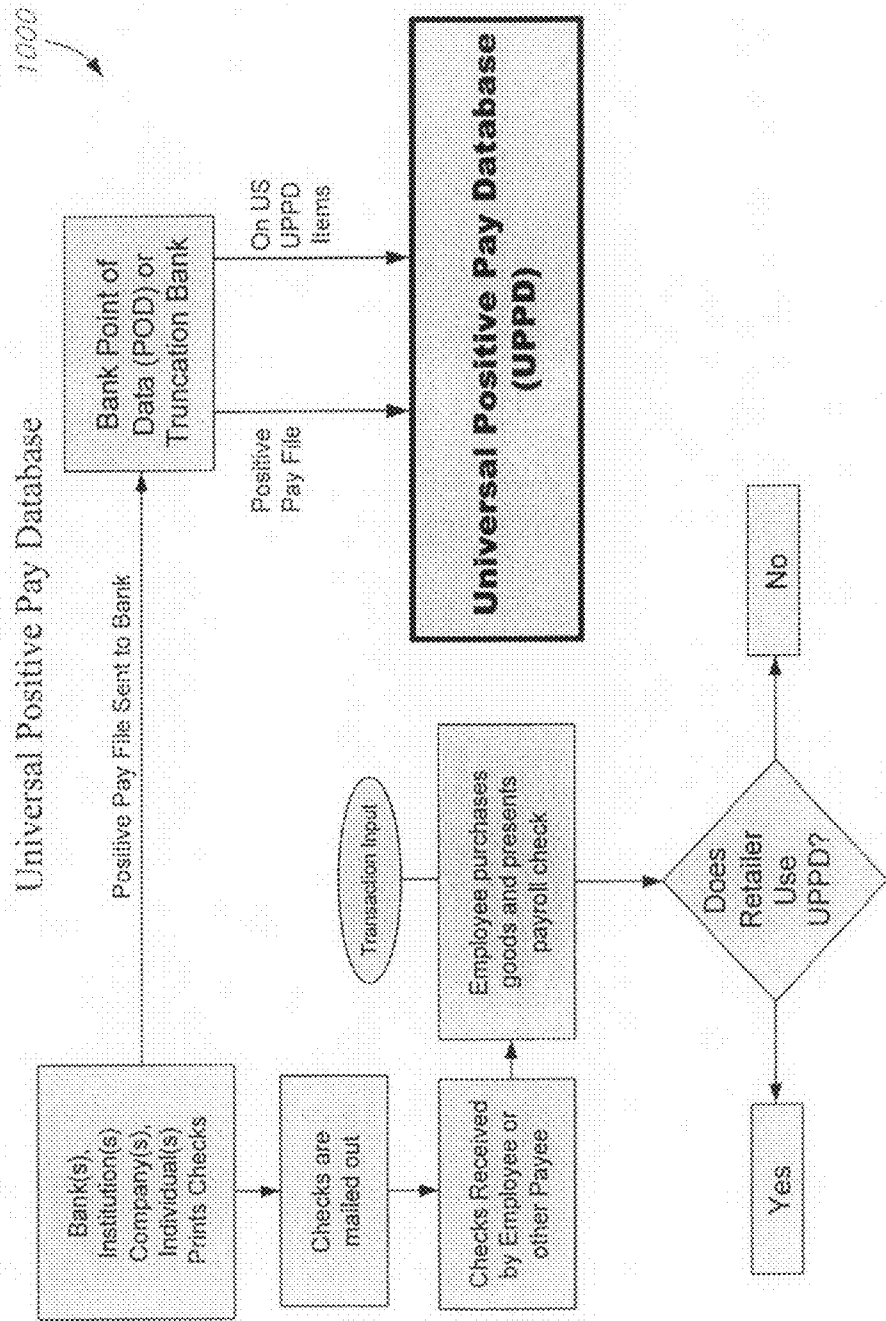 1000
Universal Positive Pay Database
Bank(s),
Institution(s)
Company(s),
Individual(s)
Prints Checks
Positive Pay File Sent to Bank
Bank Point of
Data (POD) or
Truncation Bank
Checks are
mailed out
Positive
Pay File
On US
UPPD
Items
Transaction Input
Checks Received
by Employee or
other Payee
Employee purchases
goods and presents
payroll check
Universal Positive Pay Database
(UPPD)
Does
Retailer
Use
UPPD?
Yes
No